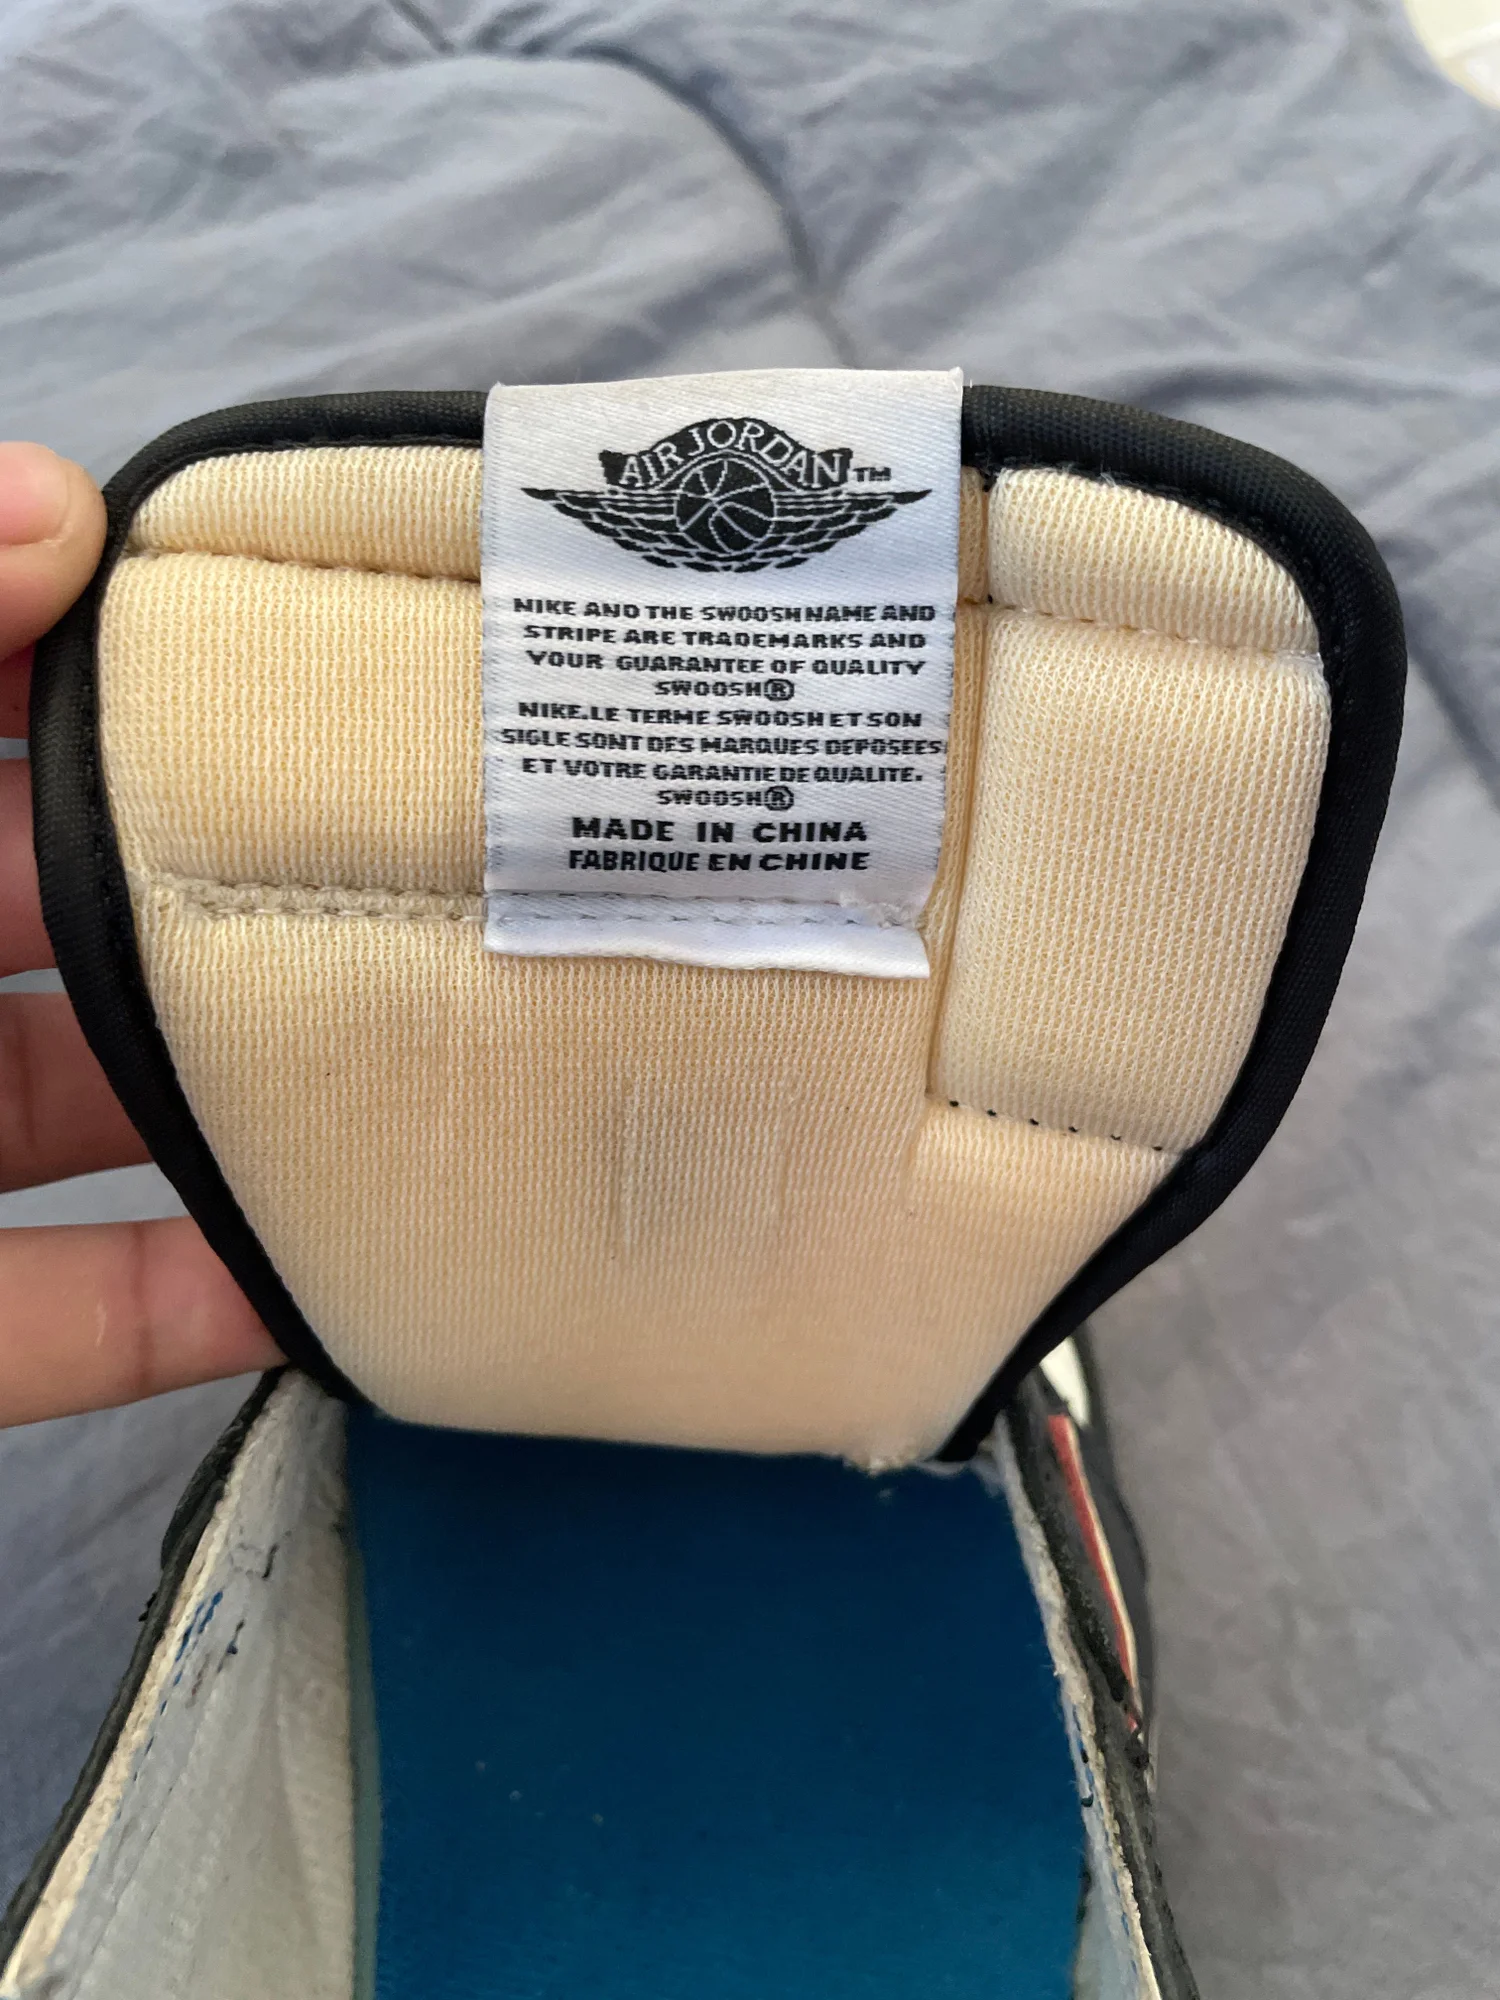 AIR JORDAN™
NIKE AND THE SWOOSH NAME AND
STRIPE ARE TRADEMARKS AND
YOUR GUARANTEE OF QUALITY
SWOOSH®
NIKE.LE TERME SWOOSH ET SON
SIGLE SONT DES MARQUES DEPOSEES
ET VOTRE GARANTIE DE QUALITE.
SWOOSH®
MADE IN CHINA
FABRIQUE EN CHINE